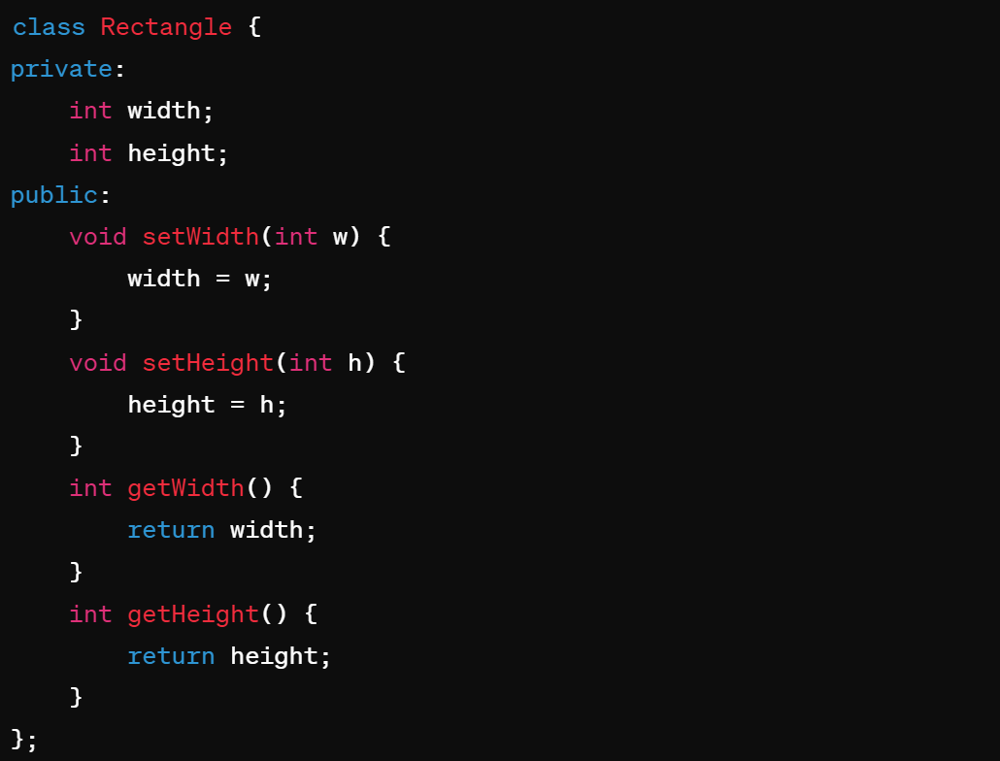 class Rectangle {
private:
    int width;
    int height;
public:
    void setWidth(int w) {
        width = w;
    }
    void setHeight(int h) {
        height = h;
    }
    int getWidth() {
        return width;
    }
    int getHeight() {
        return height;
    }
};